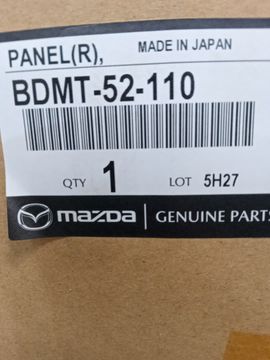 PANEL(R), MADE IN JAPAN
BDMT-52-110
QTY 1 LOT 5H27
mazda GENUINE PARTS